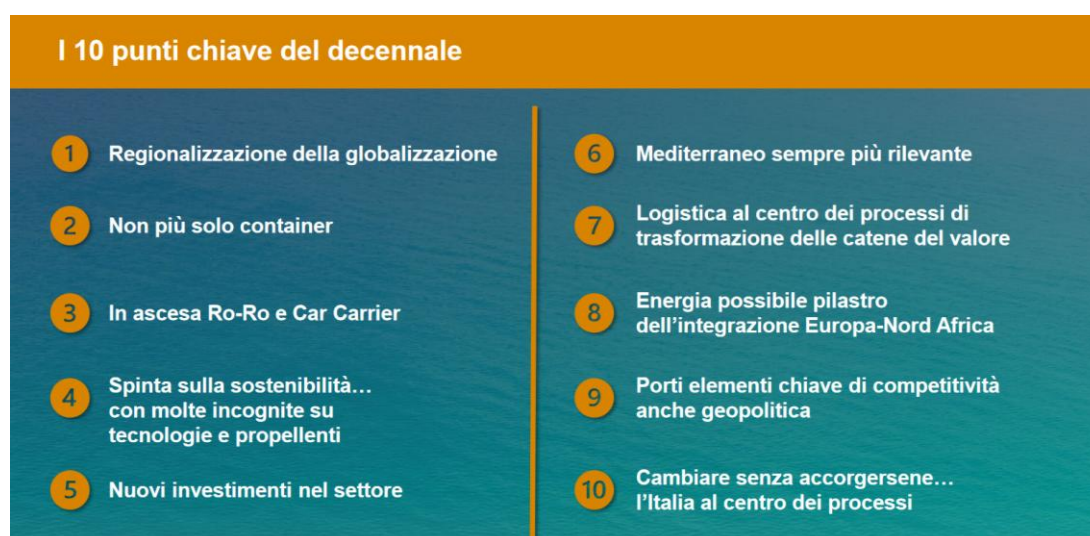 I 10 punti chiave del decennale
1 Regionalizzazione della globalizzazione
2 Non più solo container
3 In ascesa Ro-Ro e Car Carrier
4 Spinta sulla sostenibilità…
con molte incognite su
tecnologie e propellenti
5 Nuovi investimenti nel settore
6 Mediterraneo sempre più rilevante
7 Logistica al centro dei processi di
trasformazione delle catene del valore
8 Energia possibile pilastro
dell’integrazione Europa-Nord Africa
9 Porti elementi chiave di competitività
anche geopolitica
10 Cambiare senza accorgersene…
l’Italia al centro dei processi